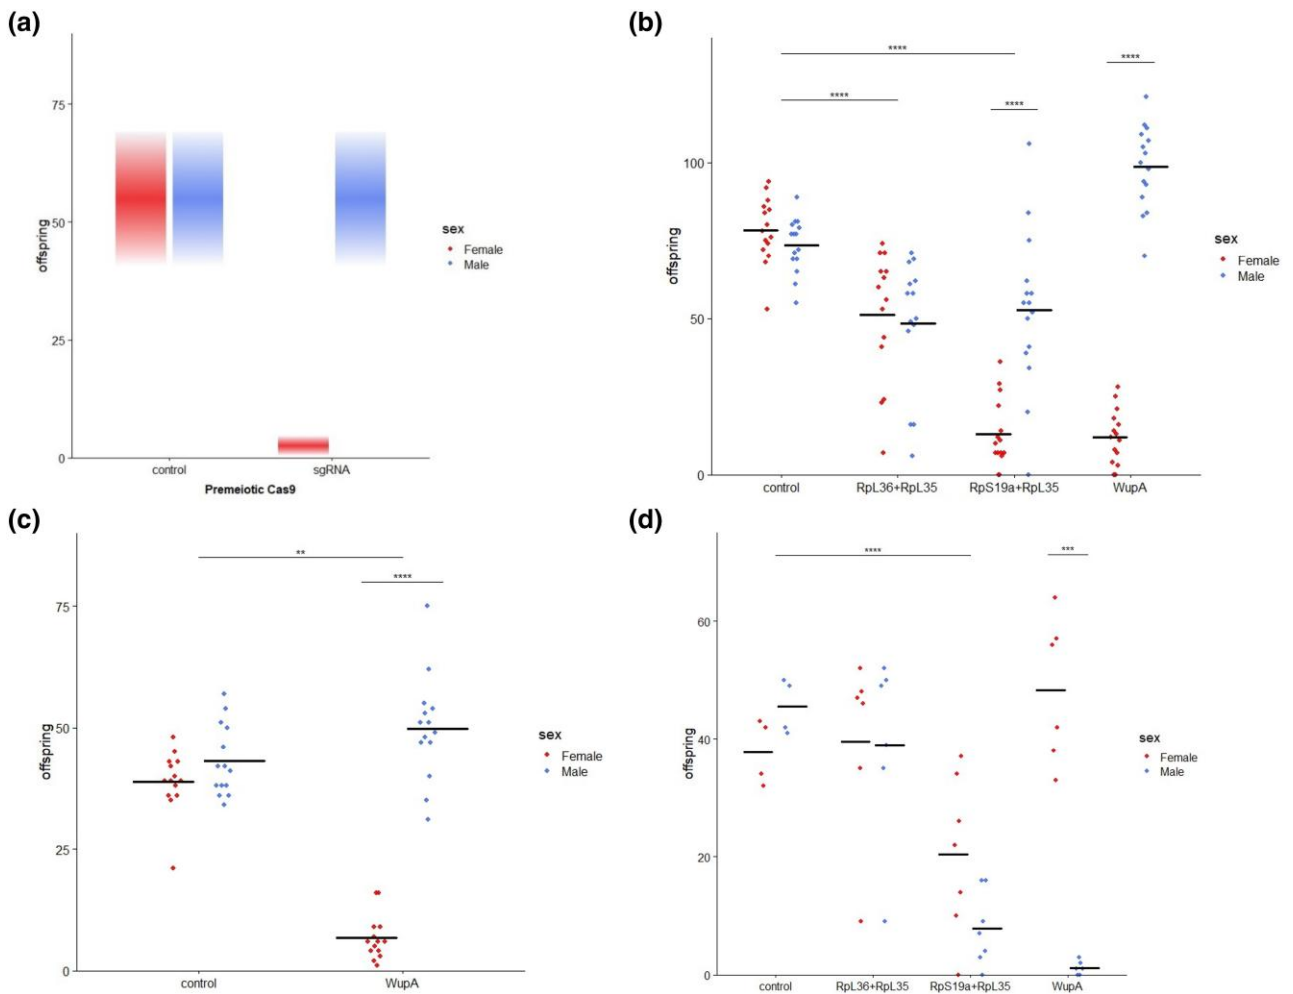 (a)
75
50
25
0
offspring
control
sgRNA
Premeiotic Cas9
sex
Female
Male
(b)
100
50
0
offspring
****
****
****
****
control
RpL36+RpL35
RpS19a+RpL35
WupA
sex
Female
Male
(c)
75
50
25
0
offspring
**
****
control
WupA
sex
Female
Male
(d)
60
40
20
0
offspring
****
***
control
RpL36+RpL35
RpS19a+RpL35
WupA
sex
Female
Male